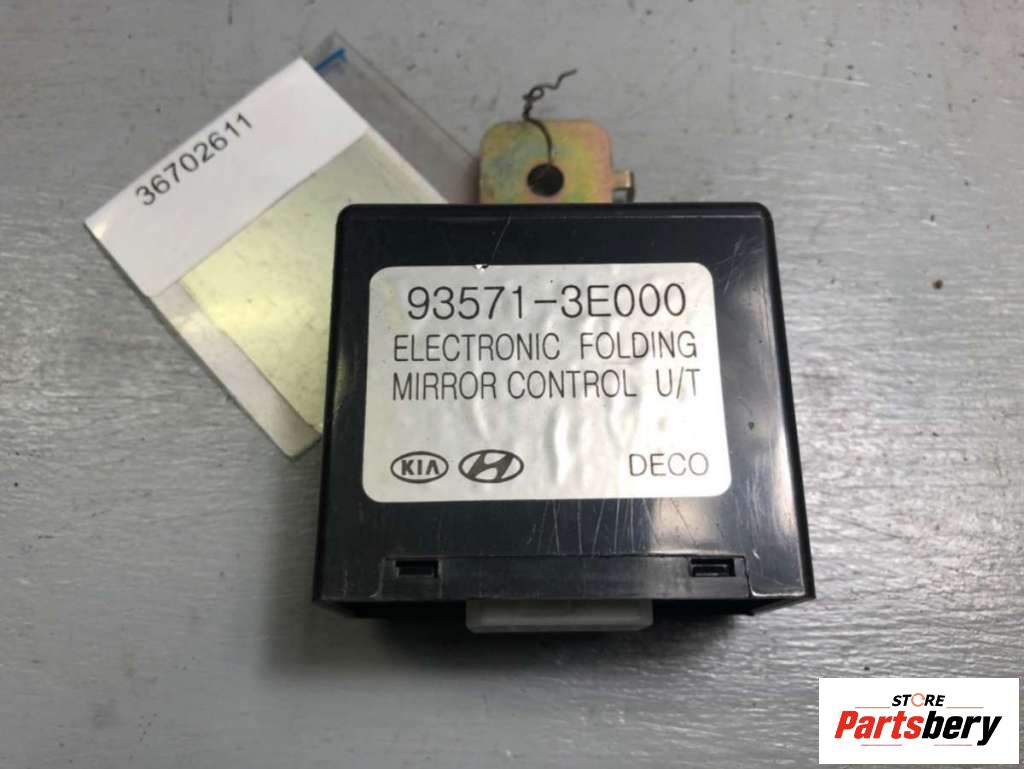 36702611
93571-3E000
ELECTRONIC FOLDING
MIRROR CONTROL U/T
KIA
DECO
STORE
Partsbery